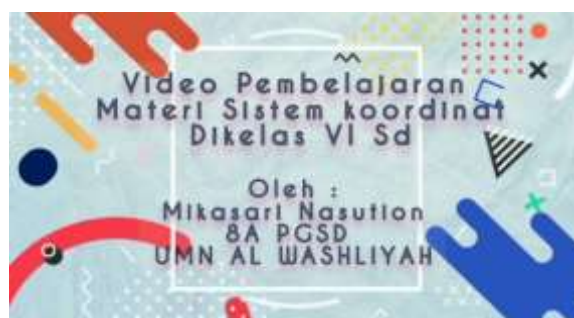 Video Pembelajaran
Materi Sistem koordinat
Dikelas VI Sd
Oleh :
Mikasari Nasution
8A PGSD
UMN AL WASHLIYAH